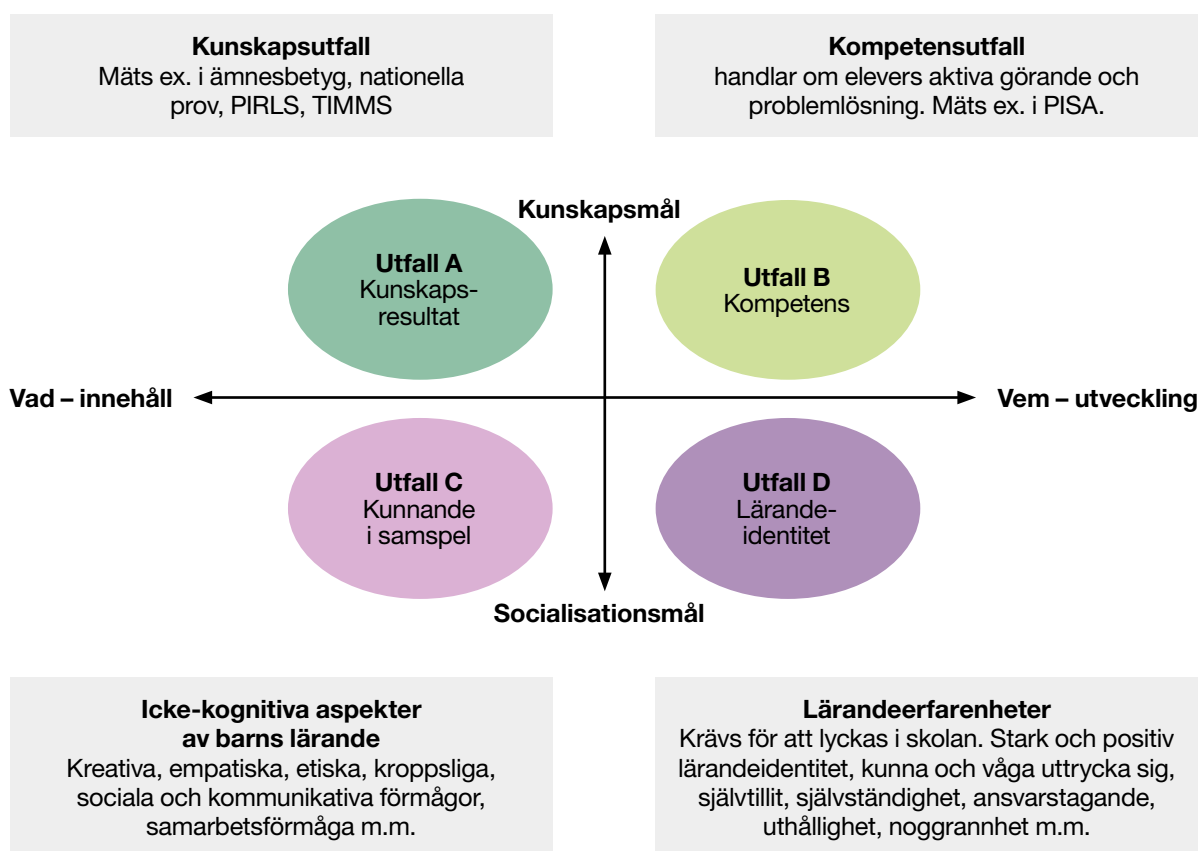 Kunskapsutfall
Mäts ex. i ämnesbetyg, nationella
prov, PIRLS, TIMMS
Kompetensutfall
handlar om elevers aktiva görande och
problemlösning. Mäts ex. i PISA.
Kunskapsmål
Utfall A
Kunskaps-
resultat
Utfall B
Kompetens
Vad – innehåll
Vem – utveckling
Utfall C
Kunnande
i samspel
Utfall D
Lärande-
identitet
Socialisationsmål
Icke-kognitiva aspekter
av barns lärande
Kreativa, empatiska, etiska, kroppsliga,
sociala och kommunikativa förmågor,
samarbetsförmåga m.m.
Lärandeerfarenheter
Krävs för att lyckas i skolan. Stark och positiv
lärandeidentitet, kunna och våga uttrycka sig,
självtillit, självständighet, ansvarstagande,
uthållighet, noggrannhet m.m.